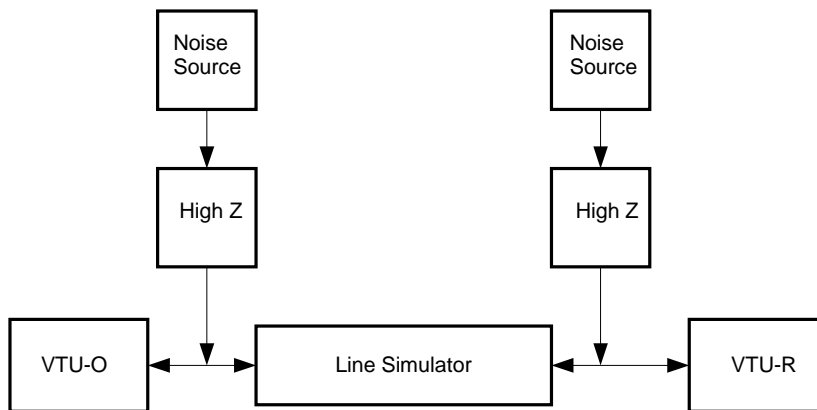 Noise
Source
Noise
Source
High Z
High Z
VTU-O
Line Simulator
VTU-R